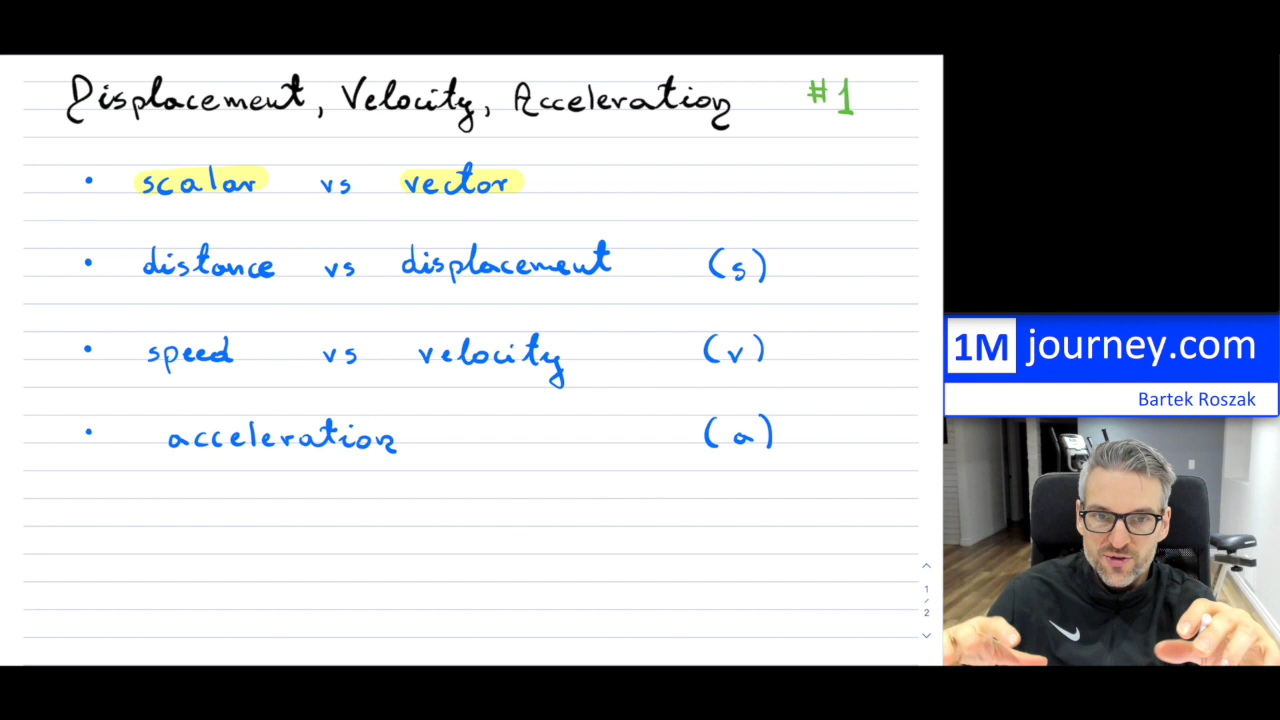 Displacement, Velocity, Acceleration #1
• scalar vs vector
• distance vs displacement (s)
• speed vs velocity (v)
• acceleration (a)
1M journey.com
Bartek Roszak
1
/
2